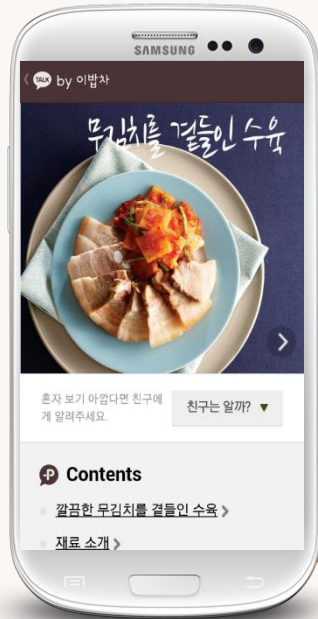 SAMSUNG
TALK by 이밥차
무김치를 곁들인 수육
혼자 보기 아깝다면 친구에
게 알려주세요.
친구는 알까? ▼
P Contents
깔끔한 무김치를 곁들인 수육 >
재료 소개 >